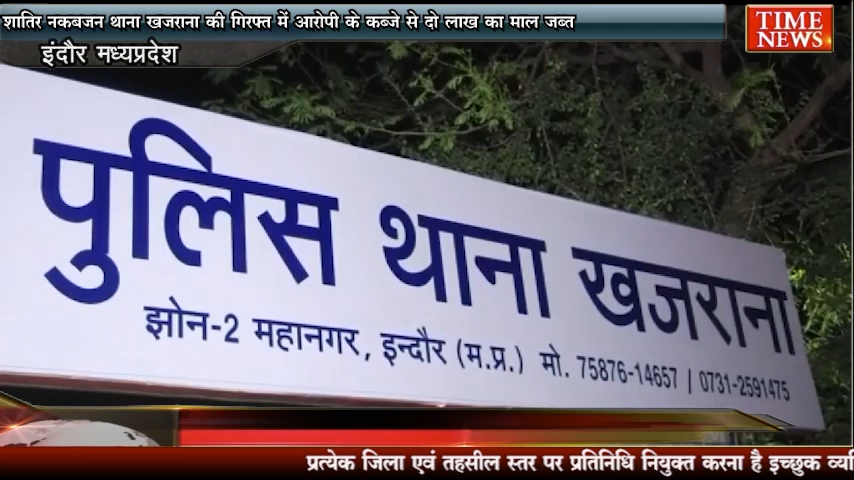 शातिर नकबजन थाना खजराना की गिरफ्त में आरोपी के कब्जे से दो लाख का माल जब्त
TIME NEWS
इंदौर मध्यप्रदेश
पुलिस थाना खजराना
झोन-2 महानगर, इन्दौर (म.प्र.) मो. 75876-14657 / 0731-2591475
प्रत्येक जिला एवं तहसील स्तर पर प्रतिनिधि नियुक्त करना है इच्छुक